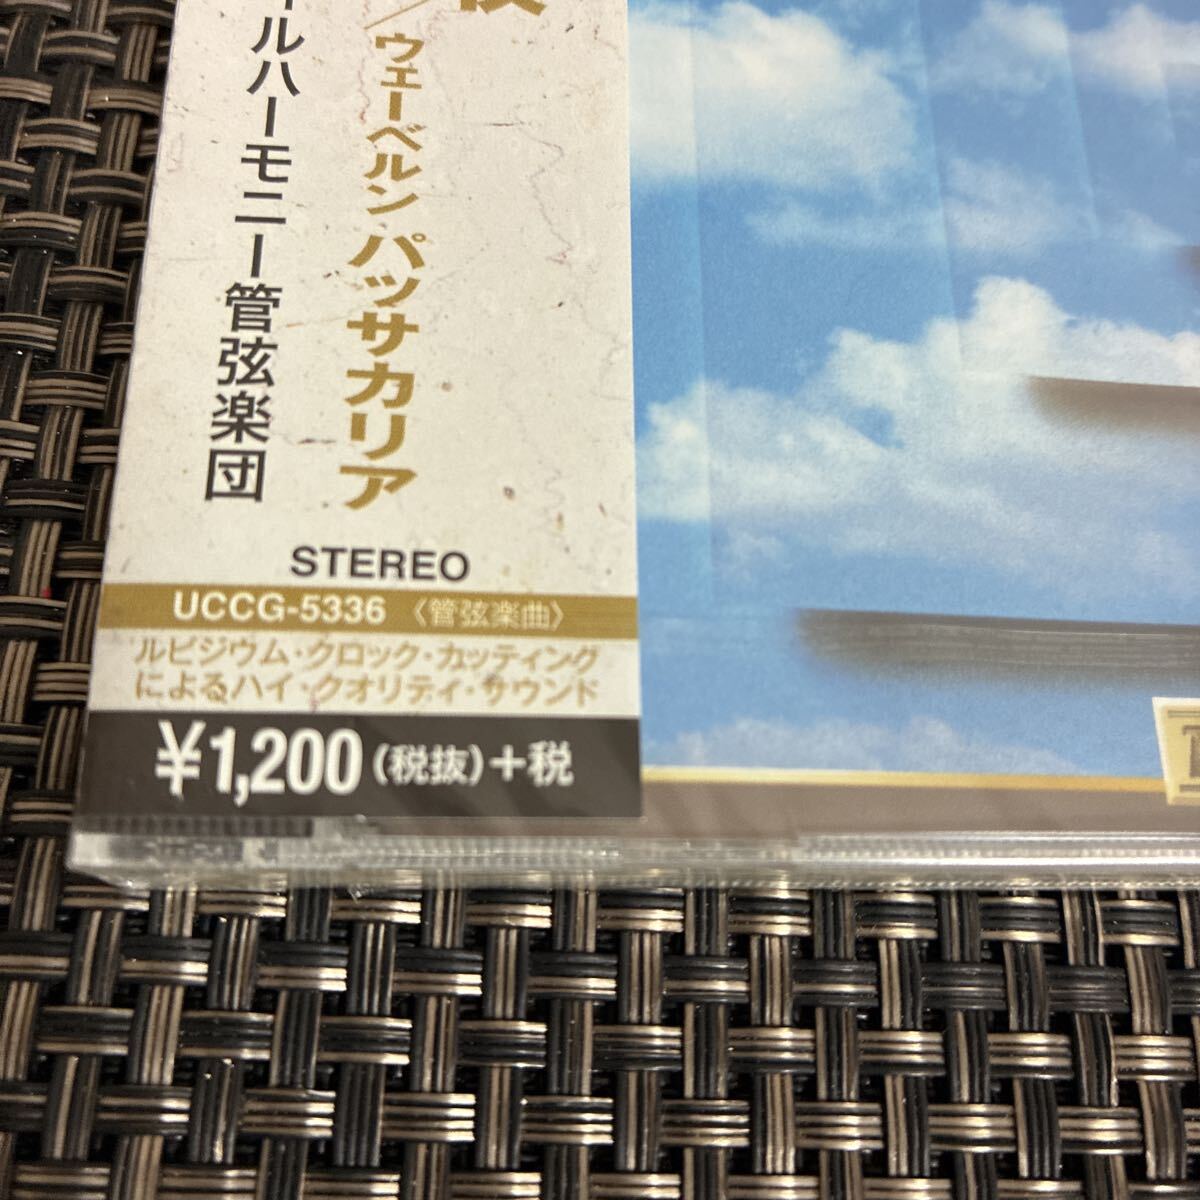 夜
／ウェーベルン パッサカリア
ィルハーモニー管弦楽団
STEREO
UCCG-5336 〈管弦楽曲〉
ルビジウム・クロック・カッティング
によるハイ・クオリティ・サウンド
¥1,200(税抜)+税